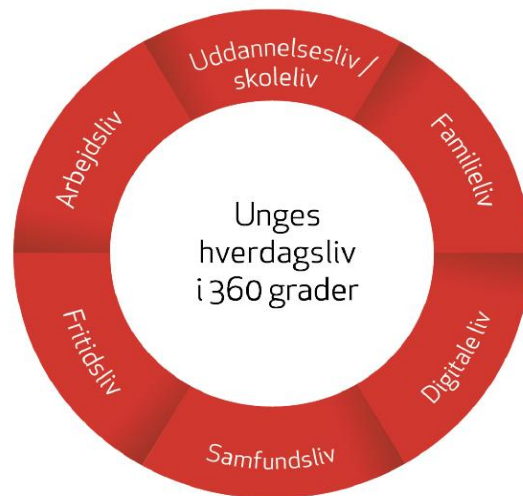 Uddannelsesliv /
skoleliv
Familieliv
Digitale liv
Samfundsliv
Fritidsliv
Arbejdsliv
Unges
hverdagsliv
i 360 grader